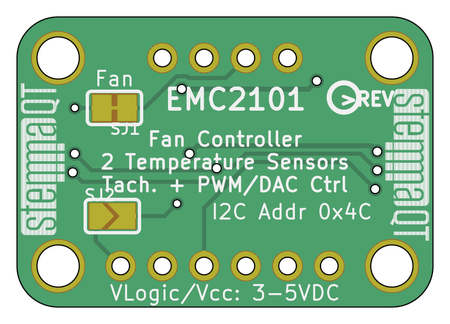 Fan
EMC2101
REV
SJ1
stemmaQT
stemmaQT
Fan Controller
2 Temperature Sensors
Tach. + PWM/DAC Ctrl
I2C Addr 0x4C
VLogic/Vcc: 3-5VDC